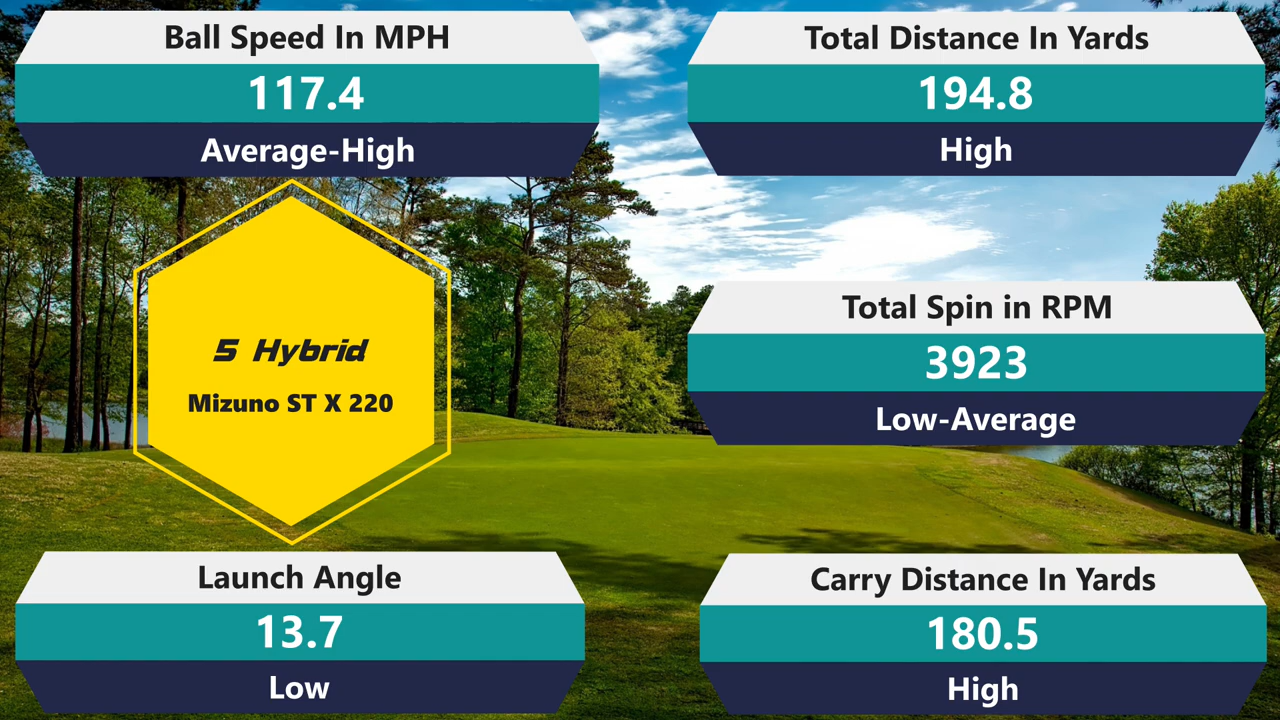 Ball Speed In MPH
117.4
Average-High
Total Distance In Yards
194.8
High
5 Hybrid
Mizuno ST X 220
Total Spin in RPM
3923
Low-Average
Launch Angle
13.7
Low
Carry Distance In Yards
180.5
High